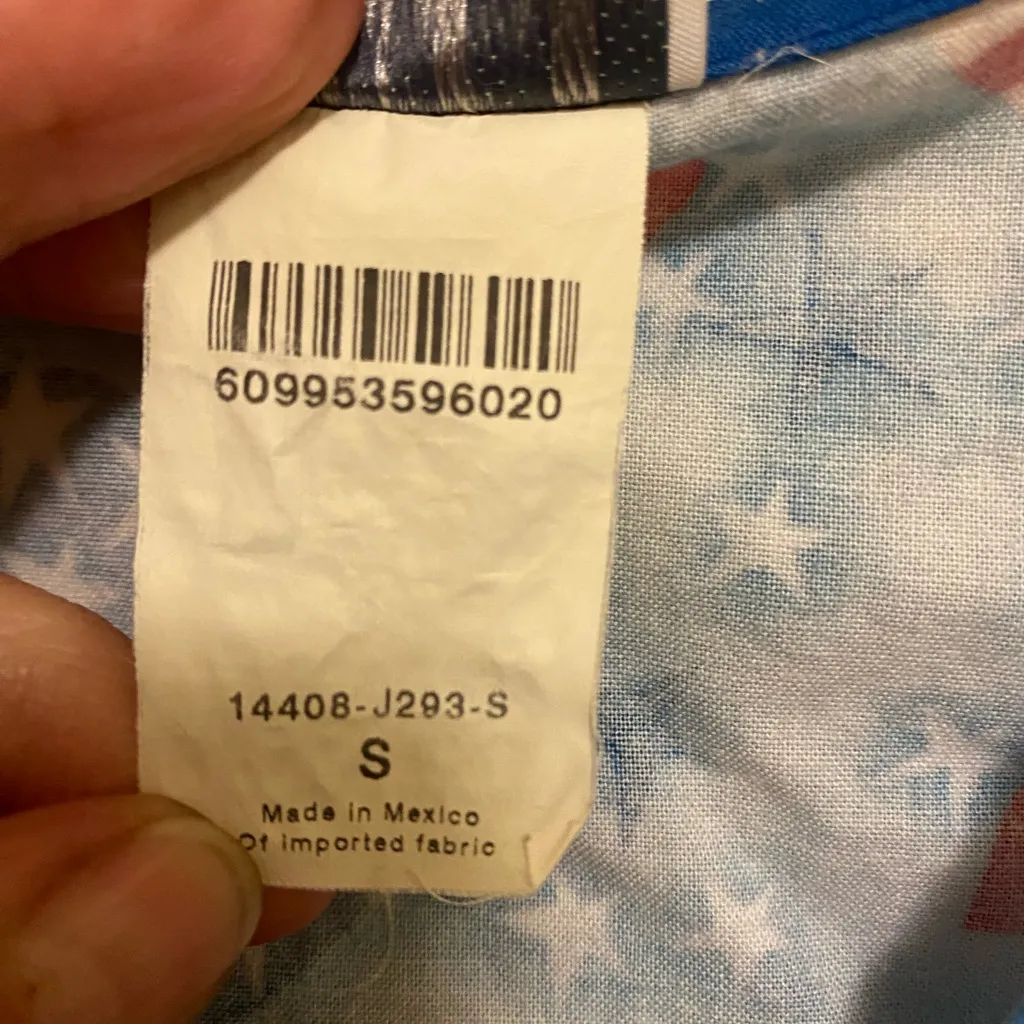 609953596020
14408-J293-S
S
Made in Mexico
Of imported fabric